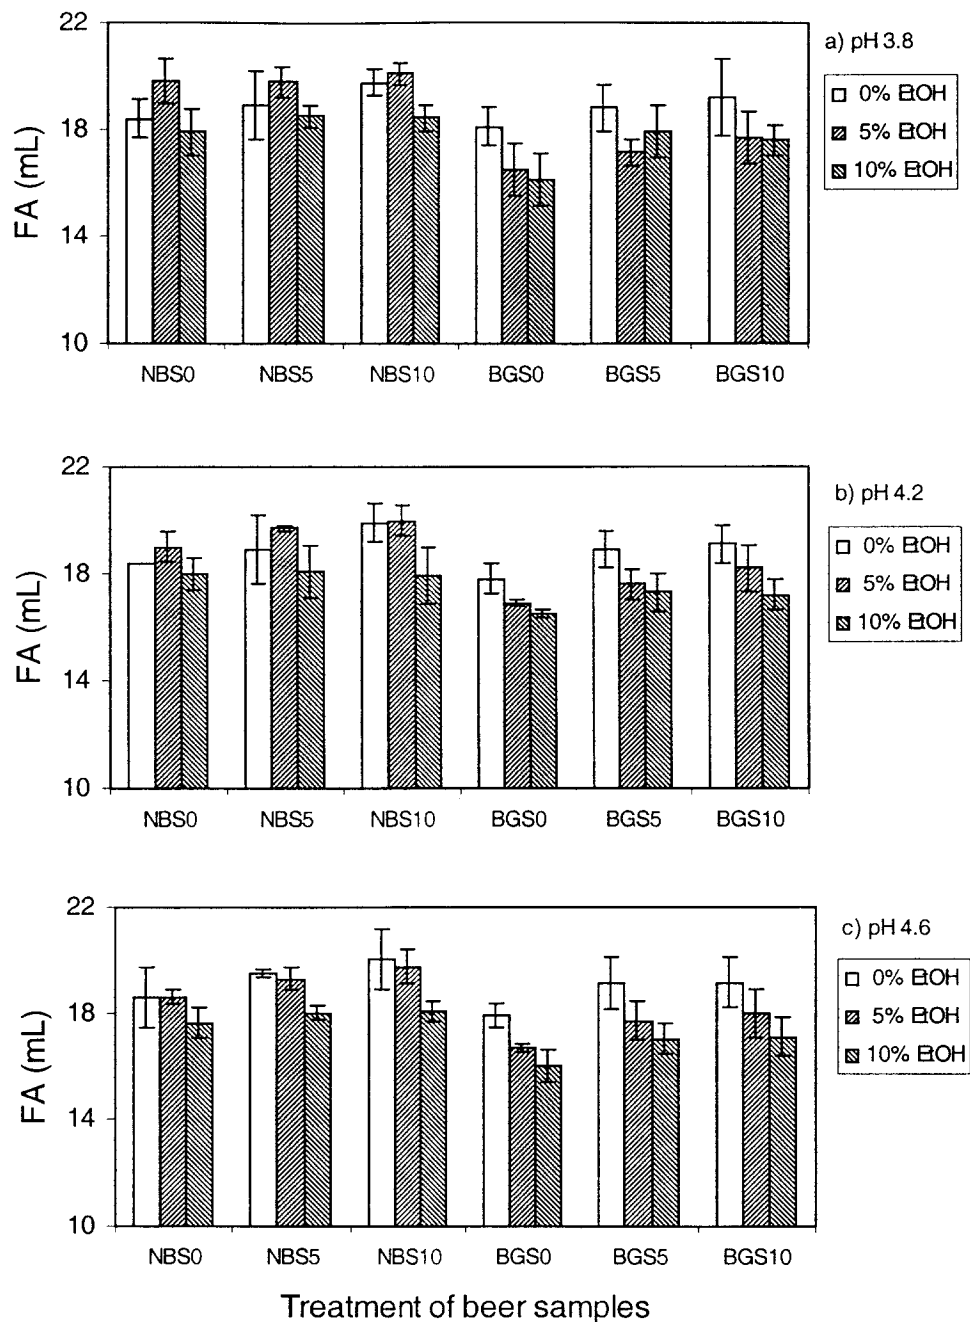 22
18
14
10
FA (mL)
NBS0 NBS5 NBS10 BGS0 BGS5 BGS10
a) pH 3.8
0% EtOH
5% EtOH
10% EtOH
22
18
14
10
FA (mL)
NBS0 NBS5 NBS10 BGS0 BGS5 BGS10
b) pH 4.2
0% EtOH
5% EtOH
10% EtOH
22
18
14
10
FA (mL)
NBS0 NBS5 NBS10 BGS0 BGS5 BGS10
c) pH 4.6
0% EtOH
5% EtOH
10% EtOH
Treatment of beer samples